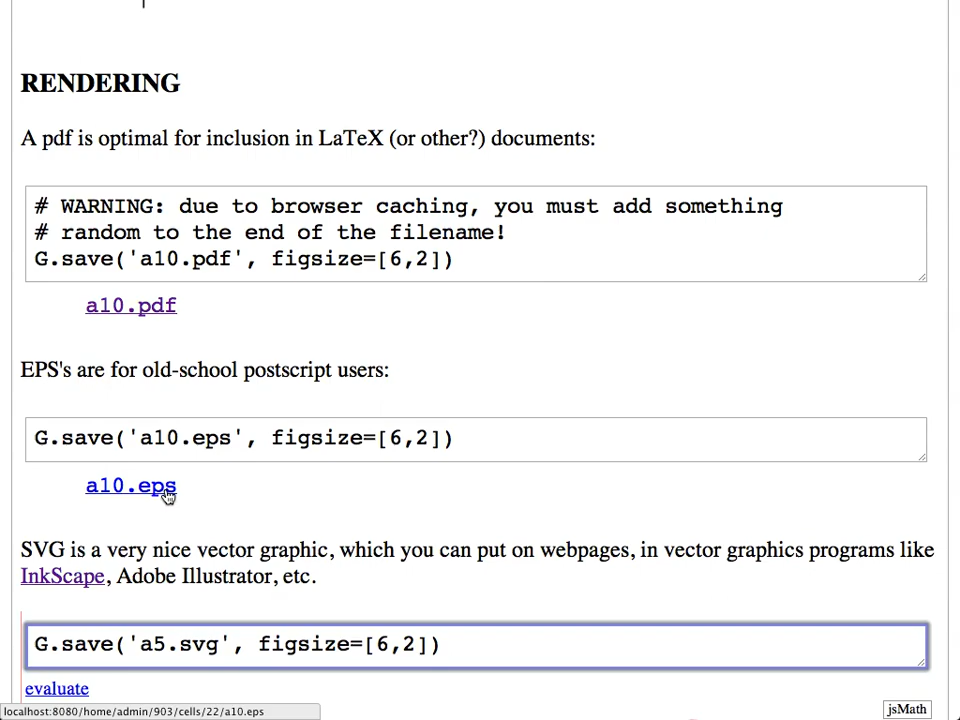 RENDERING
A pdf is optimal for inclusion in LaTeX (or other?) documents:
# WARNING: due to browser caching, you must add something
# random to the end of the filename!
G.save('a10.pdf', figsize=[6,2])
a10.pdf
EPS's are for old-school postscript users:
G.save('a10.eps', figsize=[6,2])
a10.eps
SVG is a very nice vector graphic, which you can put on webpages, in vector graphics programs like
InkScape, Adobe Illustrator, etc.
G.save('a5.svg', figsize=[6,2])
evaluate
localhost:8080/home/admin/903/cells/22/a10.eps
jsMath